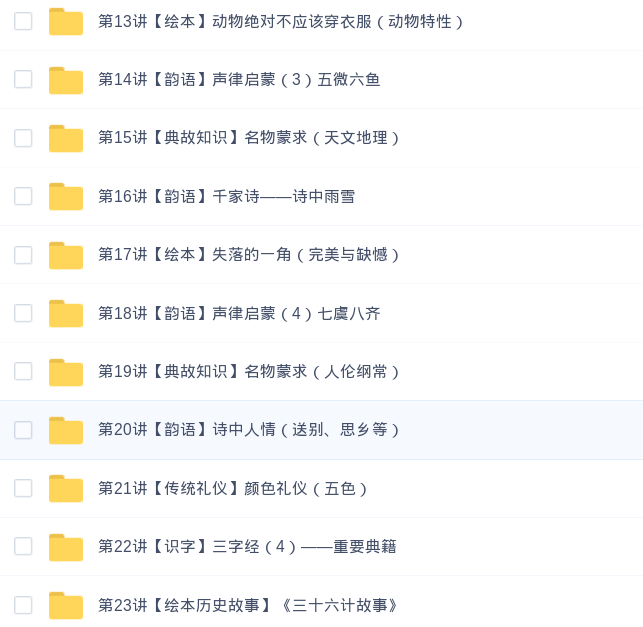 第13讲【绘本】动物绝对不应该穿衣服（动物特性）
第14讲【韵语】声律启蒙（3）五微六鱼
第15讲【典故知识】名物蒙求（天文地理）
第16讲【韵语】千家诗——诗中雨雪
第17讲【绘本】失落的一角（完美与缺憾）
第18讲【韵语】声律启蒙（4）七虞八齐
第19讲【典故知识】名物蒙求（人伦纲常）
第20讲【韵语】诗中人情（送别、思乡等）
第21讲【传统礼仪】颜色礼仪（五色）
第22讲【识字】三字经（4）——重要典籍
第23讲【绘本历史故事】《三十六计故事》